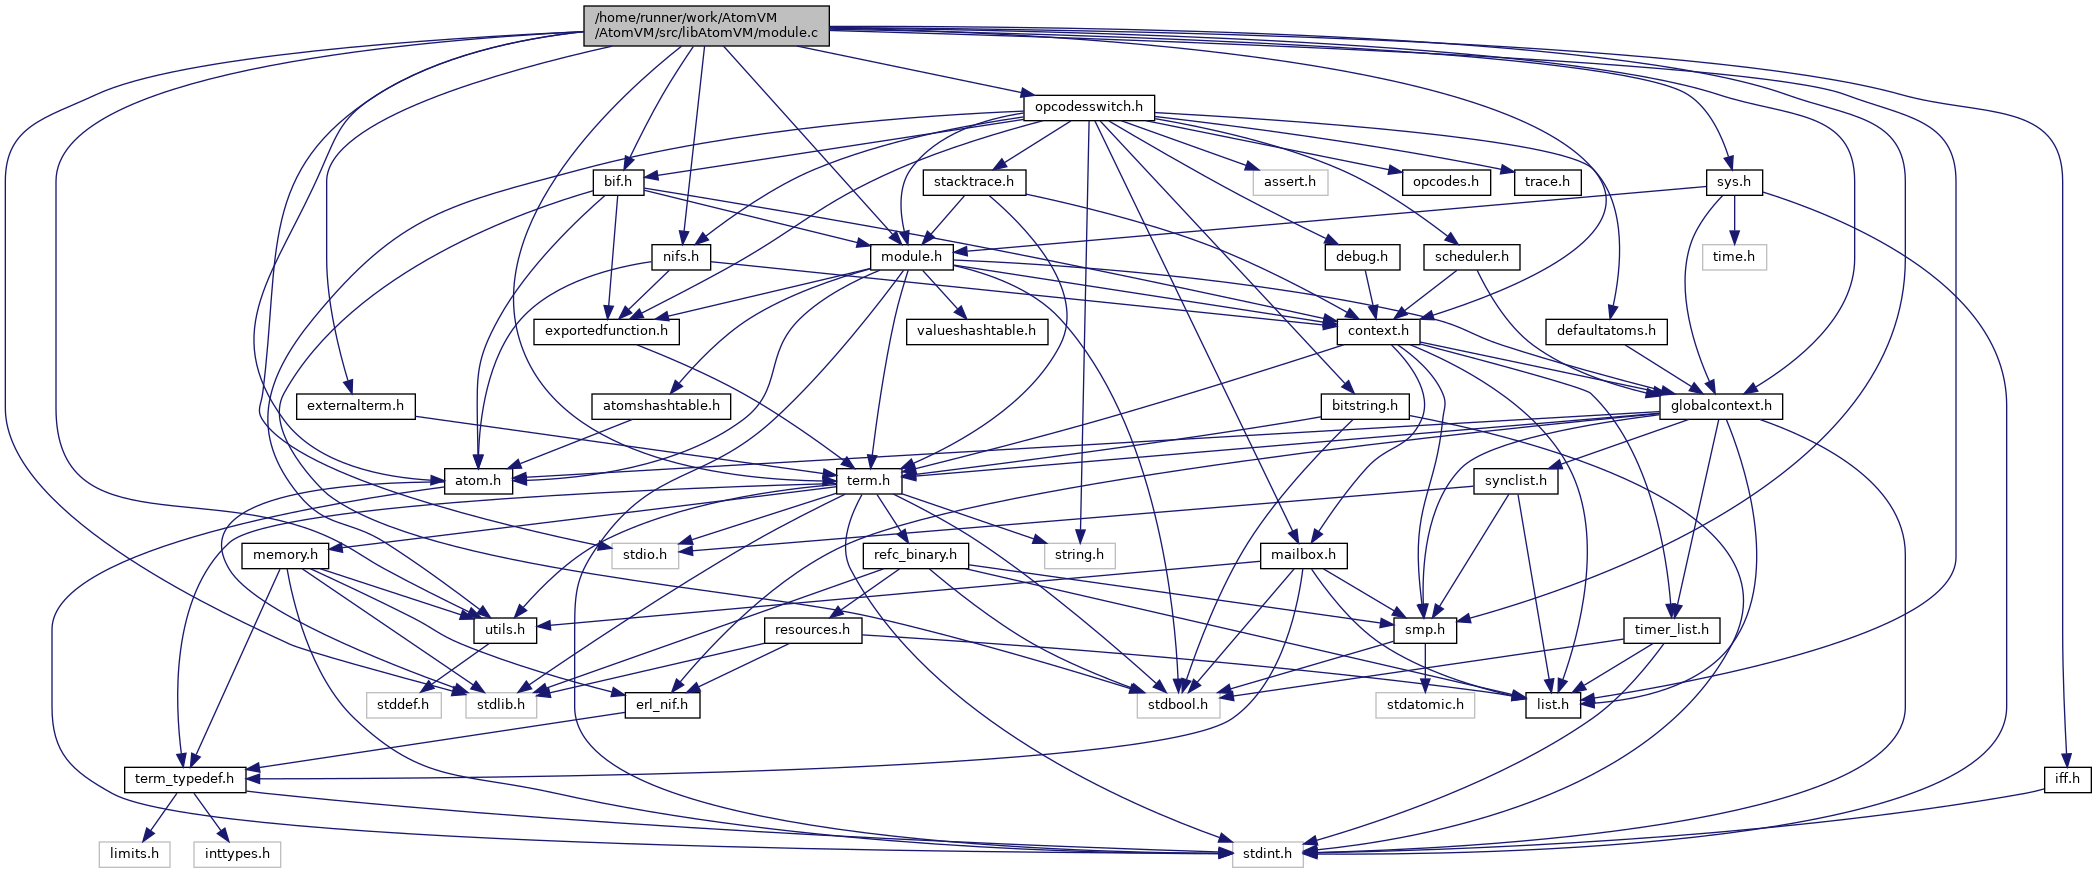 /home/runner/work/AtomVM
/AtomVM/src/libAtomVM/module.c
opcodesswitch.h
bif.h
stacktrace.h
assert.h
opcodes.h
trace.h
sys.h
nifs.h
module.h
debug.h
scheduler.h
time.h
exportedfunction.h
valueshashtable.h
context.h
defaultatoms.h
externalterm.h
atomshashtable.h
bitstring.h
globalcontext.h
atom.h
term.h
synclist.h
memory.h
stdio.h
refc_binary.h
string.h
mailbox.h
utils.h
resources.h
smp.h
timer_list.h
stddef.h
stdlib.h
erl_nif.h
stdbool.h
stdatomic.h
list.h
term_typedef.h
iff.h
limits.h
inttypes.h
stdint.h